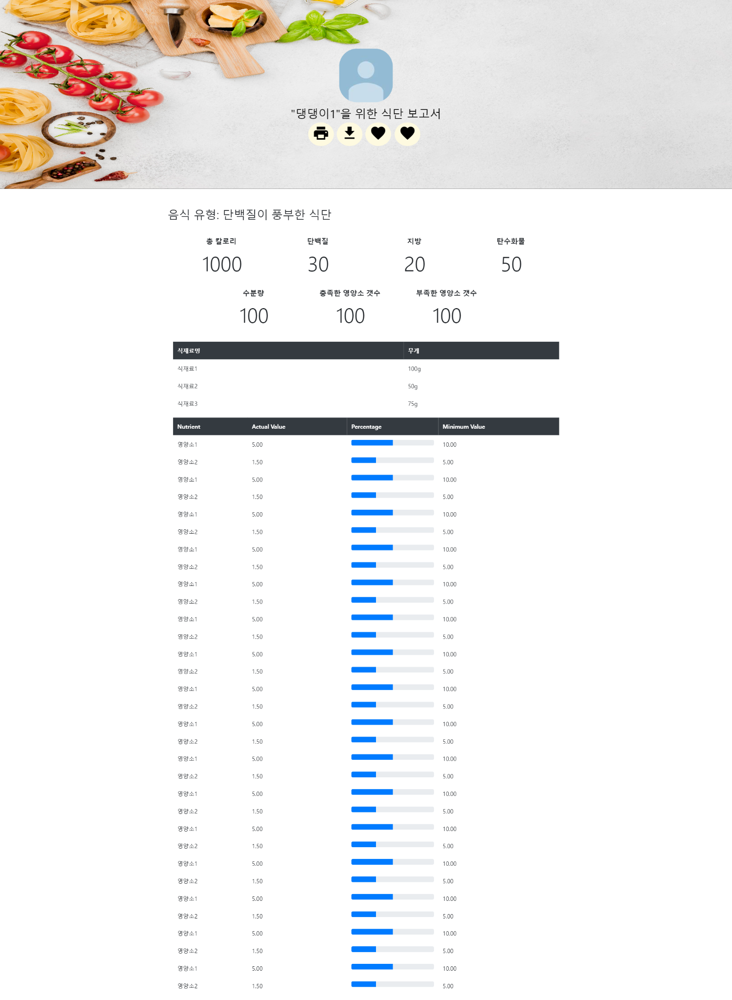 "댕댕이1"을 위한 식단 보고서
음식 유형: 단백질이 풍부한 식단
총 칼로리 단백질 지방 탄수화물
1000 30 20 50
수분량 충족한 영양소 갯수 부족한 영양소 갯수
100 100 100
식재료명 무게
식재료1 100g
식재료2 50g
식재료3 75g
Nutrient Actual Value Percentage Minimum Value
영양소1 5.00 10.00
영양소2 1.50 5.00
영양소1 5.00 10.00
영양소2 1.50 5.00
영양소1 5.00 10.00
영양소2 1.50 5.00
영양소1 5.00 10.00
영양소2 1.50 5.00
영양소1 5.00 10.00
영양소2 1.50 5.00
영양소1 5.00 10.00
영양소2 1.50 5.00
영양소1 5.00 10.00
영양소2 1.50 5.00
영양소1 5.00 10.00
영양소2 1.50 5.00
영양소1 5.00 10.00
영양소2 1.50 5.00
영양소1 5.00 10.00
영양소2 1.50 5.00
영양소1 5.00 10.00
영양소2 1.50 5.00
영양소1 5.00 10.00
영양소2 1.50 5.00
영양소1 5.00 10.00
영양소2 1.50 5.00
영양소1 5.00 10.00
영양소2 1.50 5.00
영양소1 5.00 10.00
영양소2 1.50 5.00
영양소1 5.00 10.00
영양소2 1.50 5.00